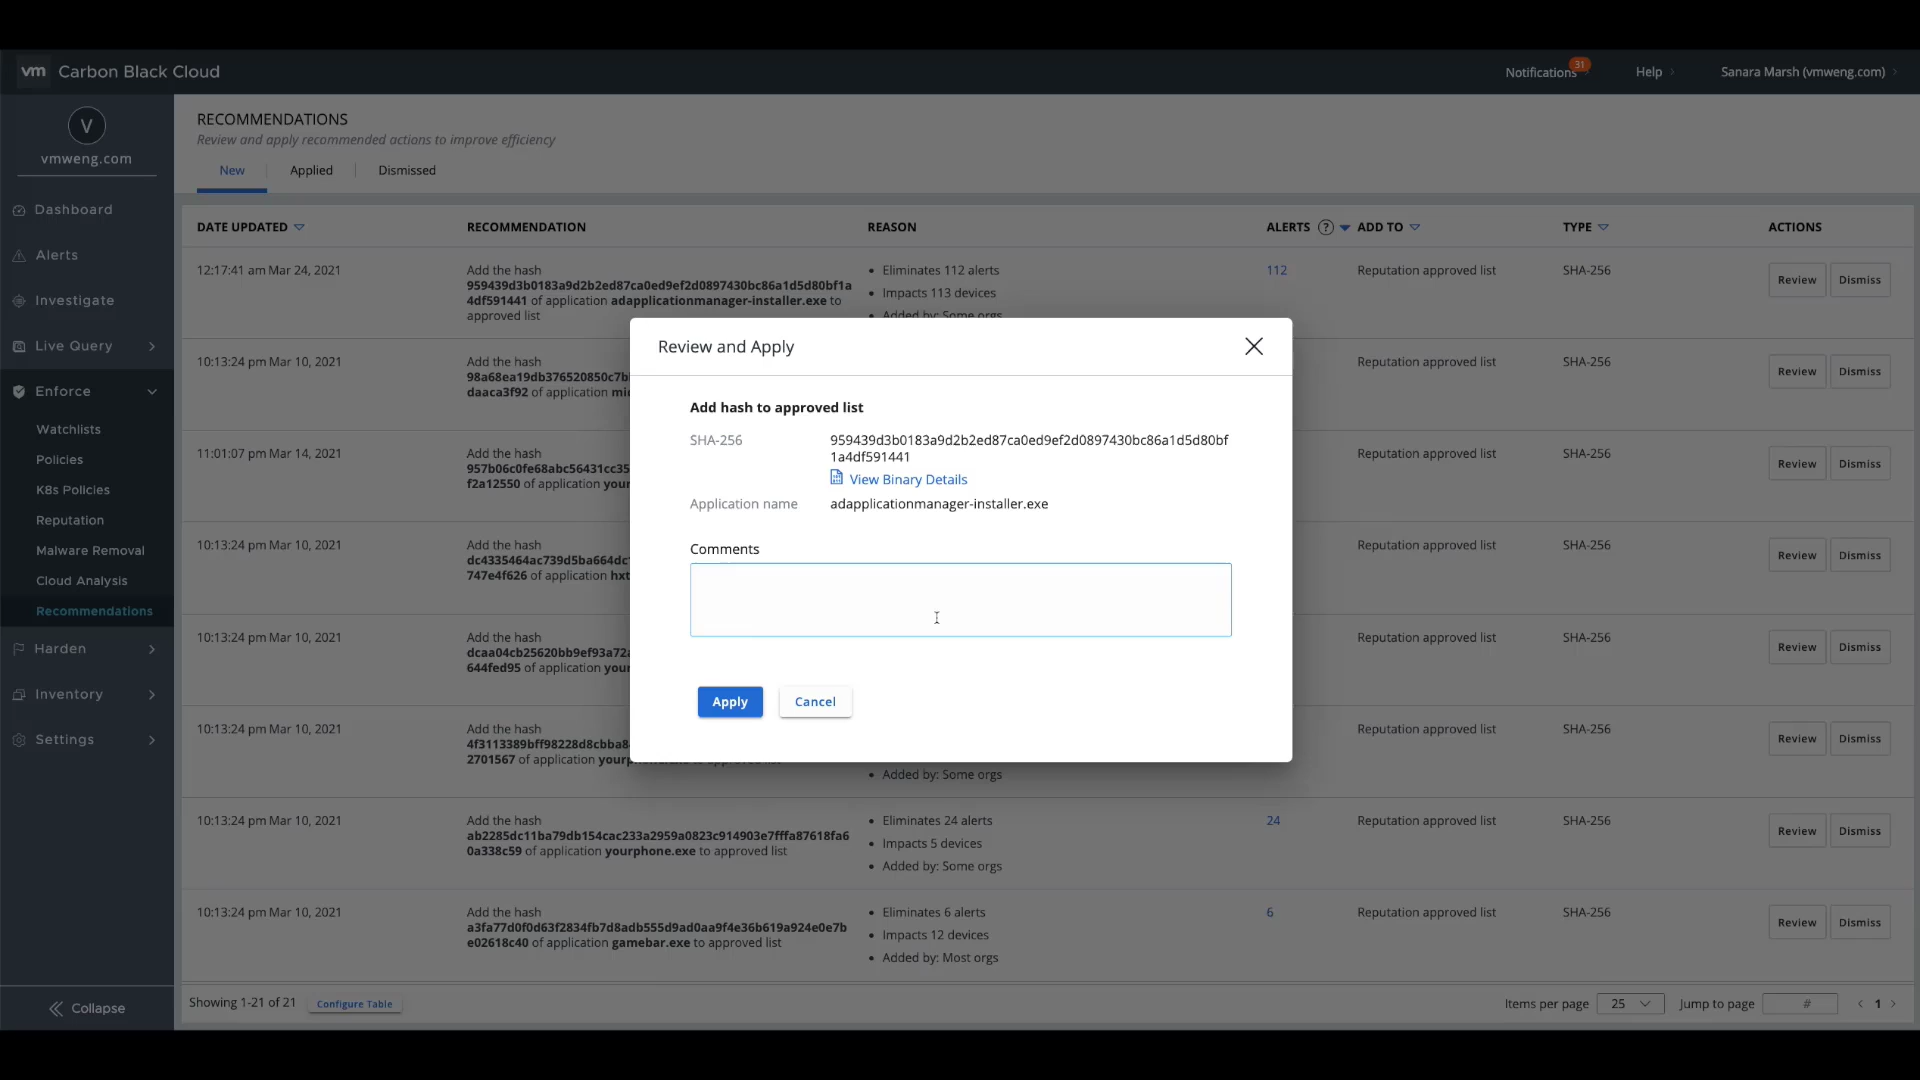 vm Carbon Black Cloud
Notifications 31
Help
Sanara Marsh (vmweng.com)
V
vmweng.com
Dashboard
Alerts
Investigate
Live Query
Enforce
Watchlists
Policies
K8s Policies
Reputation
Malware Removal
Cloud Analysis
Recommendations
Harden
Inventory
Settings
Collapse
RECOMMENDATIONS
Review and apply recommended actions to improve efficiency
New Applied Dismissed
DATE UPDATED RECOMMENDATION REASON ALERTS ? ADD TO TYPE ACTIONS
12:17:41 am Mar 24, 2021
Add the hash
959439d3b0183a9d2b2ed87ca0ed9ef2d0897430bc86a1d5d80bf1a
4df591441 of application adapplicationmanager-installer.exe to
approved list
• Eliminates 112 alerts
• Impacts 113 devices
• Added by: Some orgs
112
Reputation approved list
SHA-256
Review Dismiss
10:13:24 pm Mar 10, 2021
Add the hash
98a68ea19db376520850c7b
daaca3f92 of application
Reputation approved list
SHA-256
Review Dismiss
11:01:07 pm Mar 14, 2021
Add the hash
957b06c0fe68abc56431cc35
f2a12550 of application your
Reputation approved list
SHA-256
Review Dismiss
10:13:24 pm Mar 10, 2021
Add the hash
dc4335464ac739d5ba664dc
747e4f626 of application hxt
Reputation approved list
SHA-256
Review Dismiss
10:13:24 pm Mar 10, 2021
Add the hash
dcaa04cb25620bb9ef93a72
644fed95 of application your
Reputation approved list
SHA-256
Review Dismiss
10:13:24 pm Mar 10, 2021
Add the hash
4f3113389bff98228d8cbba8
2701567 of application
• Added by: Some orgs
Reputation approved list
SHA-256
Review Dismiss
10:13:24 pm Mar 10, 2021
Add the hash
ab2285dc11ba79db154cac233a2959a0823c914903e7fffa87618fa6
0a338c59 of application yourphone.exe to approved list
• Eliminates 24 alerts
• Impacts 5 devices
• Added by: Some orgs
24
Reputation approved list
SHA-256
Review Dismiss
10:13:24 pm Mar 10, 2021
Add the hash
a3fa77d0f0d63f2834fb7d8adb555d9ad0aa9f4e36b619a924e0e7b
e02618c40 of application gamebar.exe to approved list
• Eliminates 6 alerts
• Impacts 12 devices
• Added by: Most orgs
6
Reputation approved list
SHA-256
Review Dismiss
Showing 1-21 of 21
Configure Table
Items per page 25
Jump to page #
1
Review and Apply
Add hash to approved list
SHA-256
959439d3b0183a9d2b2ed87ca0ed9ef2d0897430bc86a1d5d80bf
1a4df591441
View Binary Details
Application name
adapplicationmanager-installer.exe
Comments
Apply
Cancel